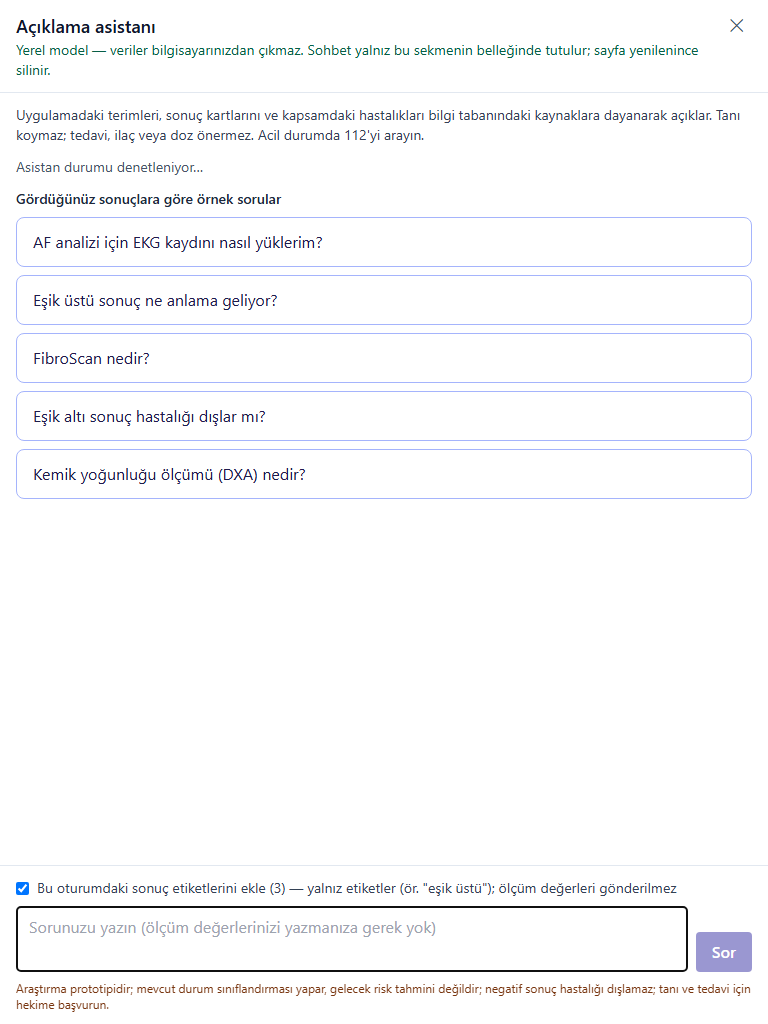 Açıklama asistanı
Yerel model — veriler bilgisayarınızdan çıkmaz. Sohbet yalnız bu sekmenin belleğinde tutulur; sayfa yenilenince
silinir.
Uygulamadaki terimleri, sonuç kartlarını ve kapsamdaki hastalıkları bilgi tabanındaki kaynaklara dayanarak açıklar. Tanı
koymaz; tedavi, ilaç veya doz önermez. Acil durumda 112'yi arayın.
Asistan durumu denetleniyor...
Gördüğünüz sonuçlara göre örnek sorular
AF analizi için EKG kaydını nasıl yüklerim?
Eşik üstü sonuç ne anlama geliyor?
FibroScan nedir?
Eşik altı sonuç hastalığı dışlar mı?
Kemik yoğunluğu ölçümü (DXA) nedir?
Bu oturumdaki sonuç etiketlerini ekle (3) — yalnız etiketler (ör. "eşik üstü"); ölçüm değerleri gönderilmez
Sorunuzu yazın (ölçüm değerlerinizi yazmanıza gerek yok)
Sor
Araştırma prototipidir; mevcut durum sınıflandırması yapar, gelecek risk tahmini değildir; negatif sonuç hastalığı dışlamaz; tanı ve tedavi için
hekime başvurun.